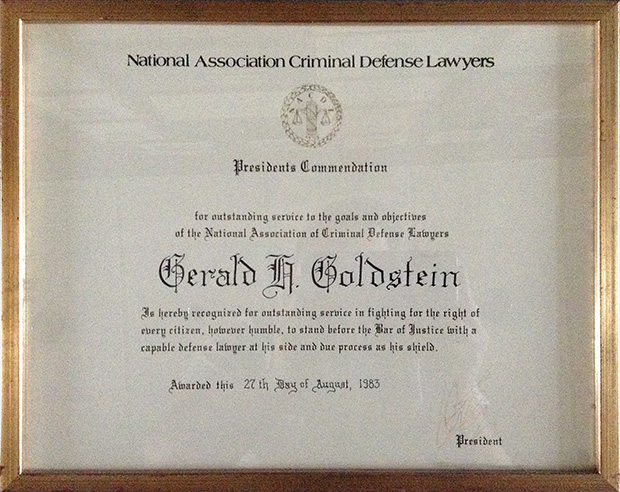 National Association Criminal Defense Lawyers
N A C D L
Presidents Commendation
for outstanding service to the goals and objectives
of the National Association of Criminal Defense Lawyers
Gerald H. Goldstein
Is hereby recognized for outstanding service in fighting for the right of
every citizen, however humble, to stand before the Bar of Justice with a
capable defense lawyer at his side and due process as his shield.
Awarded this 27th Day of August, 1983
President